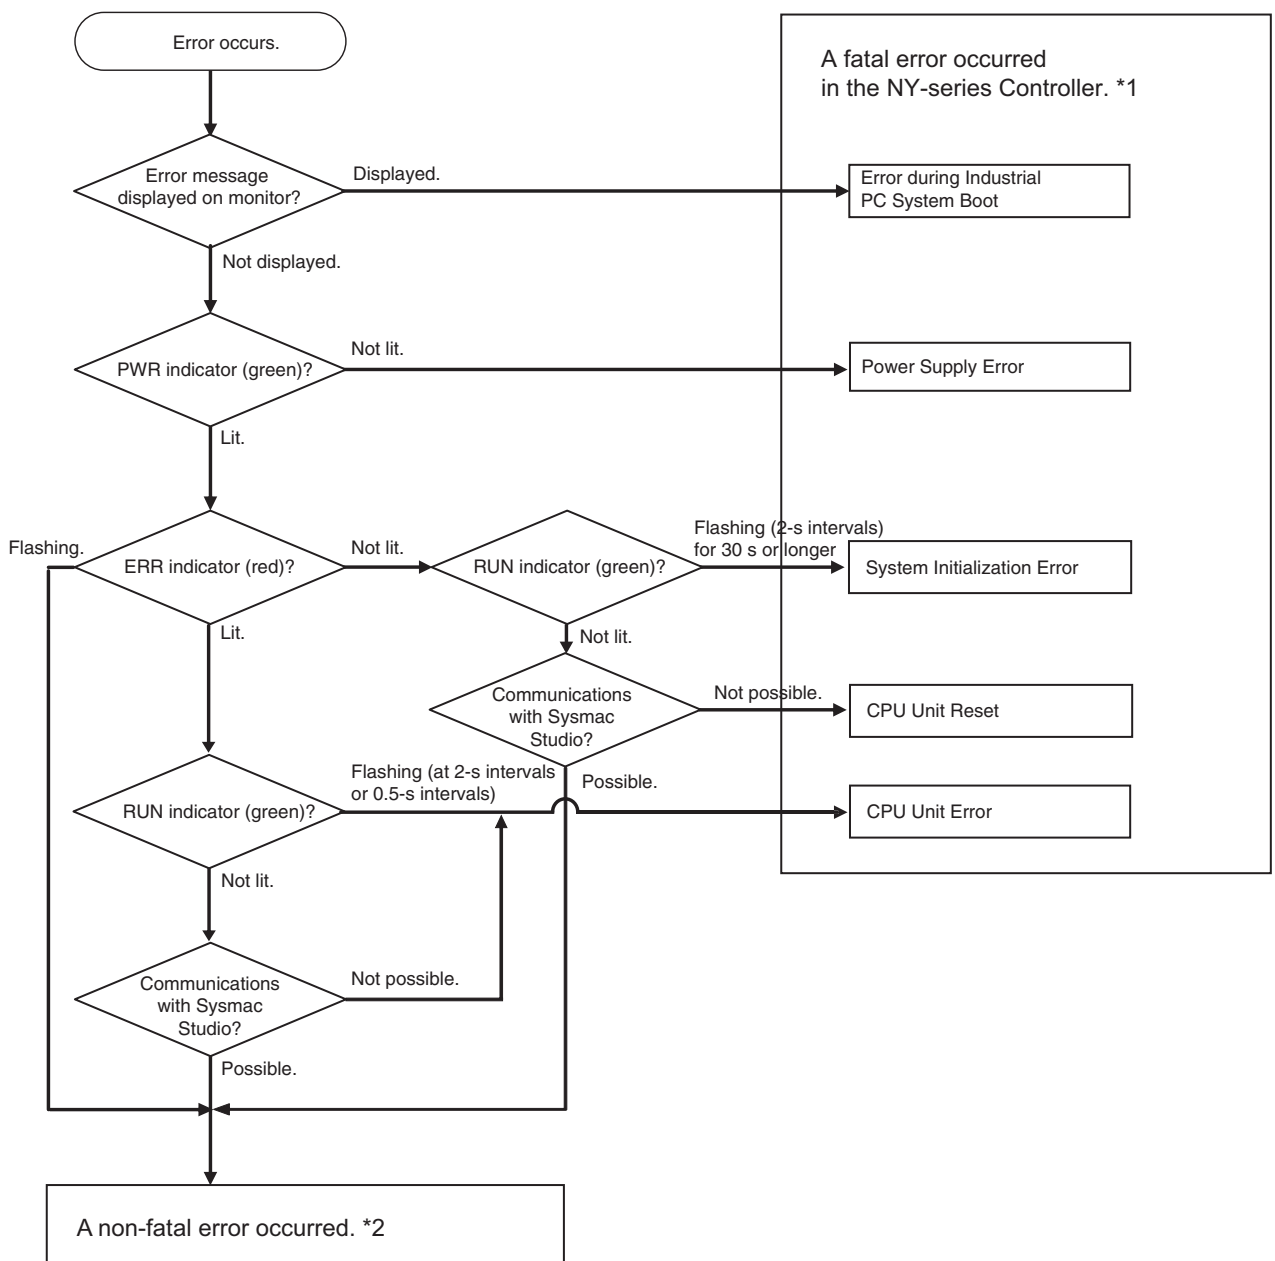 Error occurs.
A fatal error occurred
in the NY-series Controller. *1
Error message
displayed on monitor?
Displayed.
Error during Industrial
PC System Boot
Not displayed.
PWR indicator (green)?
Not lit.
Power Supply Error
Lit.
Flashing.
ERR indicator (red)?
Not lit.
RUN indicator (green)?
Flashing (2-s intervals)
for 30 s or longer
System Initialization Error
Lit.
Not lit.
Communications
with Sysmac
Studio?
Not possible.
CPU Unit Reset
Possible.
RUN indicator (green)?
Flashing (at 2-s intervals
or 0.5-s intervals)
CPU Unit Error
Not lit.
Communications
with Sysmac
Studio?
Not possible.
Possible.
A non-fatal error occurred. *2